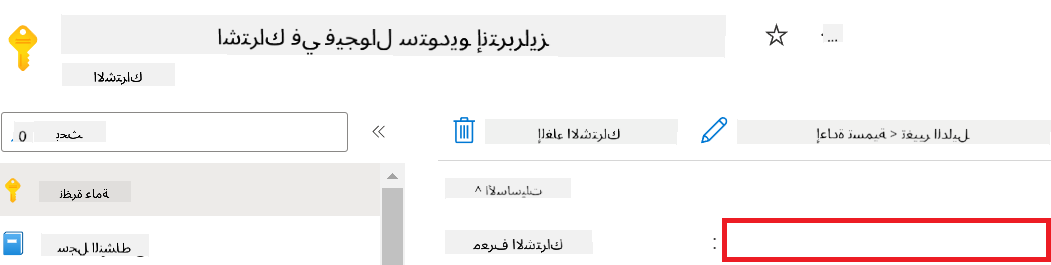 اشتراك في فيجوال ستوديو إنتربرايز
...
الاشتراك
بحث
«
إلغاء الاشتراك
إعادة تسمية > تغيير الدليل
نظرة عامة
^ الأساسيات
سجل النشاط
معرف الاشتراك :